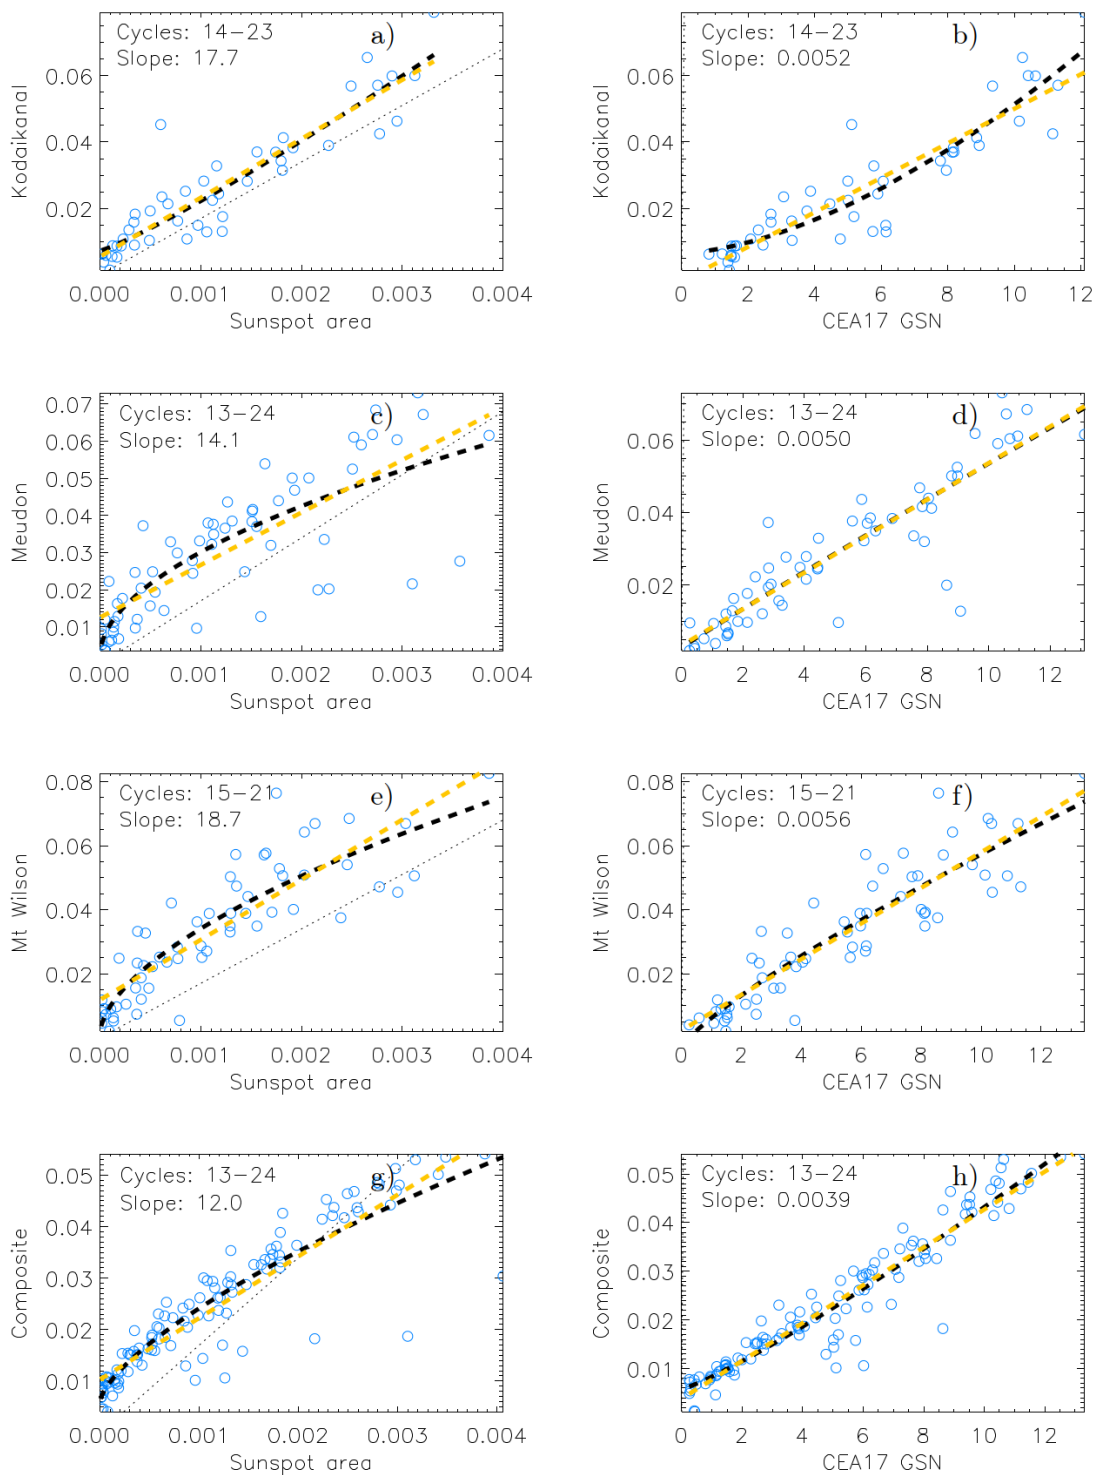 Cycles: 14-23 a)
Slope: 17.7
0.06
0.04
0.02
Kodaikanal
0.000 0.001 0.002 0.003 0.004
Sunspot area
Cycles: 14-23 b)
Slope: 0.0052
0.06
0.04
0.02
Kodaikanal
0 2 4 6 8 10 12
CEA17 GSN
0.07
Cycles: 13-24 c)
Slope: 14.1
0.06
0.05
0.04
0.03
0.02
0.01
Meudon
0.000 0.001 0.002 0.003 0.004
Sunspot area
Cycles: 13-24 d)
Slope: 0.0050
0.06
0.04
0.02
Meudon
0 2 4 6 8 10 12
CEA17 GSN
0.08
Cycles: 15-21 e)
Slope: 18.7
0.06
0.04
0.02
Mt Wilson
0.000 0.001 0.002 0.003 0.004
Sunspot area
0.08
Cycles: 15-21 f)
Slope: 0.0056
0.06
0.04
0.02
Mt Wilson
0 2 4 6 8 10 12
CEA17 GSN
0.05
Cycles: 13-24 g)
Slope: 12.0
0.04
0.03
0.02
0.01
Composite
0.000 0.001 0.002 0.003 0.004
Sunspot area
0.05
Cycles: 13-24 h)
Slope: 0.0039
0.04
0.03
0.02
0.01
Composite
0 2 4 6 8 10 12
CEA17 GSN